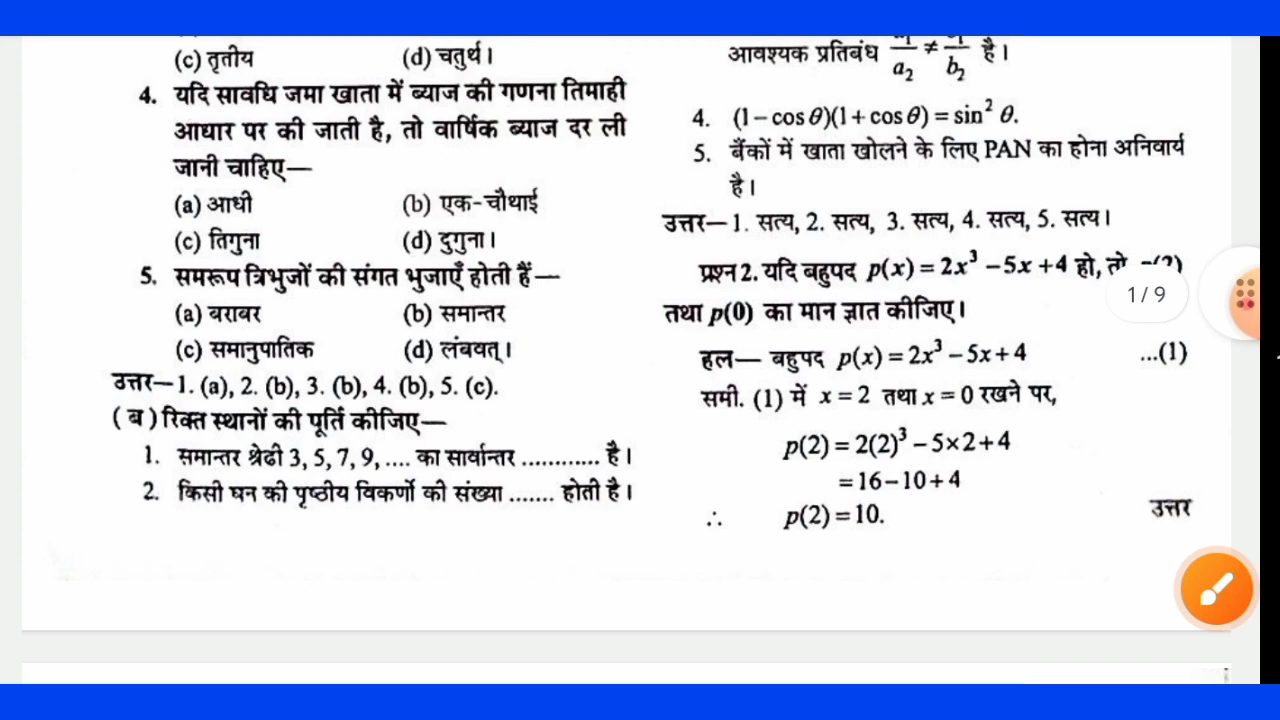 (c) तृतीय (d) चतुर्थ।
4. यदि सावधि जमा खाता में ब्याज की गणना तिमाही
आधार पर की जाती है, तो वार्षिक ब्याज दर ली
जानी चाहिए—
(a) आधी (b) एक-चौथाई
(c) तिगुना (d) दुगुना।
5. समरूप त्रिभुजों की संगत भुजाएँ होती हैं—
(a) बराबर (b) समान्तर
(c) समानुपातिक (d) लंबवत्।
उत्तर— 1. (a), 2. (b), 3. (b), 4. (b), 5. (c).
(ब) रिक्त स्थानों की पूर्ति कीजिए—
1. समान्तर श्रेढी 3, 5, 7, 9, .... का सार्वान्तर ............ है।
2. किसी घन की पृष्ठीय विकर्णो की संख्या ....... होती है।
आवश्यक प्रतिबंध a₁/a₂ ≠ /b₂ है।
4. (1 – cos θ)(1 + cos θ) = sin² θ.
5. बैंकों में खाता खोलने के लिए PAN का होना अनिवार्य
है।
उत्तर— 1. सत्य, 2. सत्य, 3. सत्य, 4. सत्य, 5. सत्य।
प्रश्न 2. यदि बहुपद p(x) = 2x³ – 5x + 4 हो, तो
तथा p(0) का मान ज्ञात कीजिए।
हल— बहुपद p(x) = 2x³ – 5x + 4 ...(1)
समी. (1) में x = 2 तथा x = 0 रखने पर,
p(2) = 2(2)³ – 5×2 + 4
= 16 – 10 + 4
∴ p(2) = 10. उत्तर
1 / 9